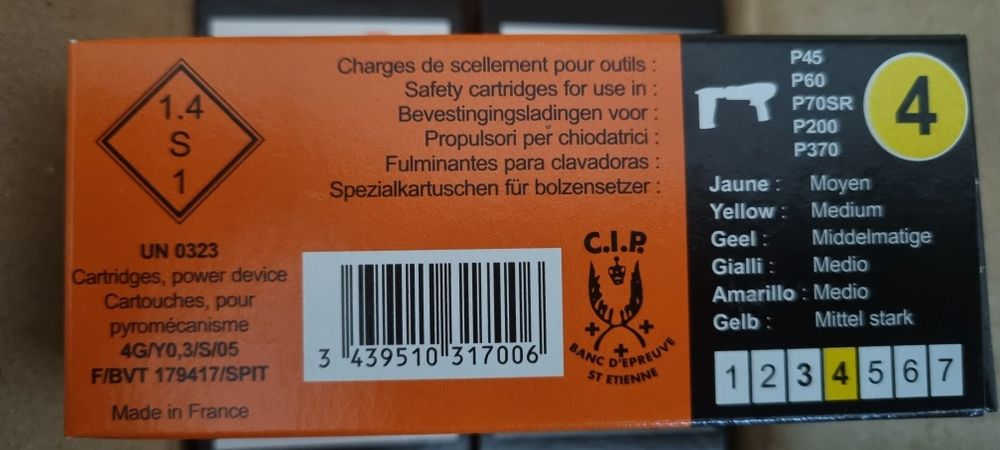 1.4
S
1
UN 0323
Cartridges, power device
Cartouches, pour
pyromécanisme
4G/Y0,3/S/05
F/BVT 179417/SPIT
Made in France
Charges de scellement pour outils :
Safety cartridges for use in :
Bevestingingsladingen voor :
Propulsori per chiodatrici :
Fulminantes para clavadoras :
Spezialkartuschen für bolzensetzer :
3 439510 317006
C.I.P.
BANC D'EPREUVE
ST ETIENNE
P45
P60
P70SR
P200
P370
4
Jaune : Moyen
Yellow : Medium
Geel : Middelmatige
Gialli : Medio
Amarillo : Medio
Gelb : Mittel stark
1 2 3 4 5 6 7